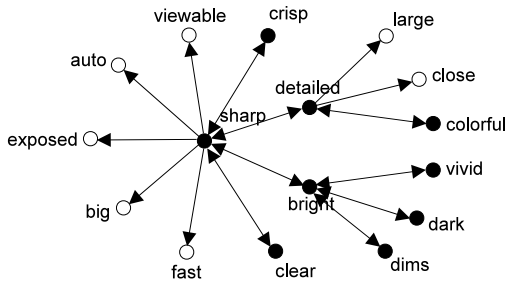 viewable
crisp
large
auto
detailed
close
sharp
colorful
exposed
vivid
bright
big
dark
fast
clear
dims